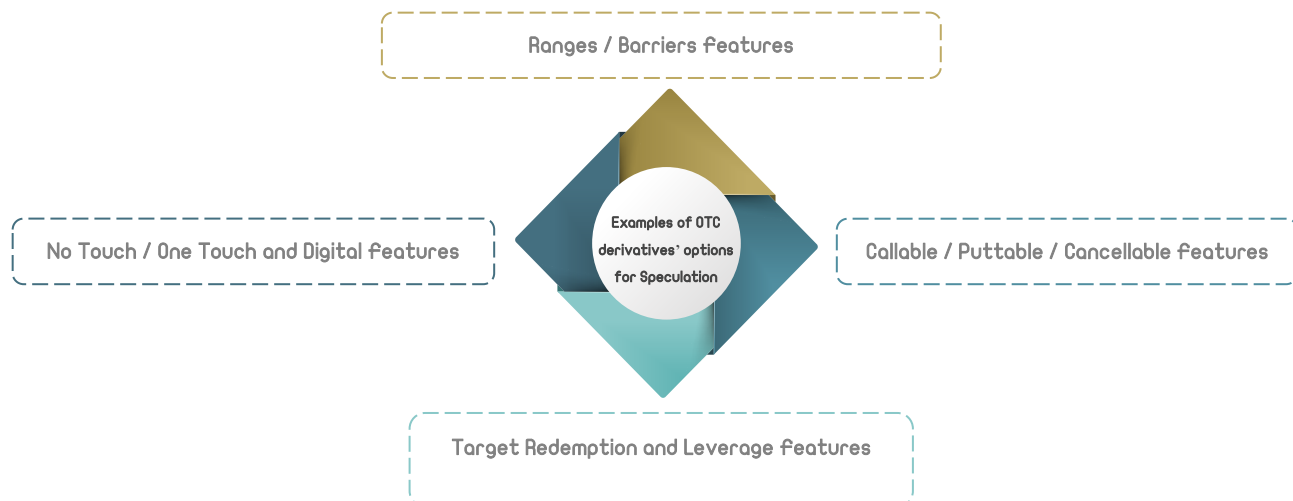 Ranges / Barriers features
Examples of OTC
derivatives' options
for Speculation
No Touch / One Touch and Digital features
Callable / Puttable / Cancellable features
Target Redemption and Leverage features